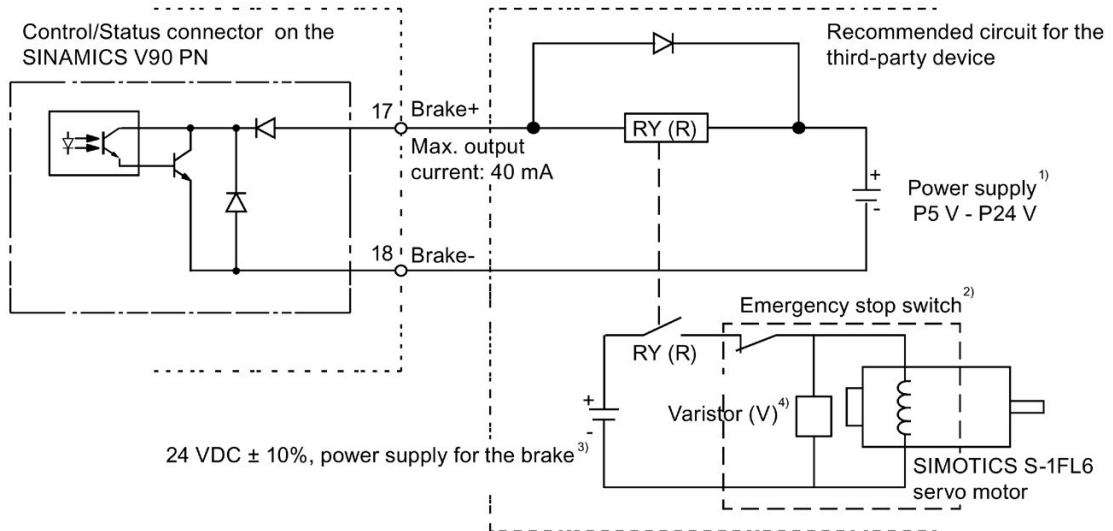 Control/Status connector on the
SINAMICS V90 PN
Recommended circuit for the
third-party device
17
Brake+
Max. output
current: 40 mA
RY (R)
+
-
Power supply 1)
P5 V - P24 V
18
Brake-
Emergency stop switch 2)
RY (R)
+
-
Varistor (V) 4)
24 VDC ± 10%, power supply for the brake 3)
SIMOTICS S-1FL6
servo motor